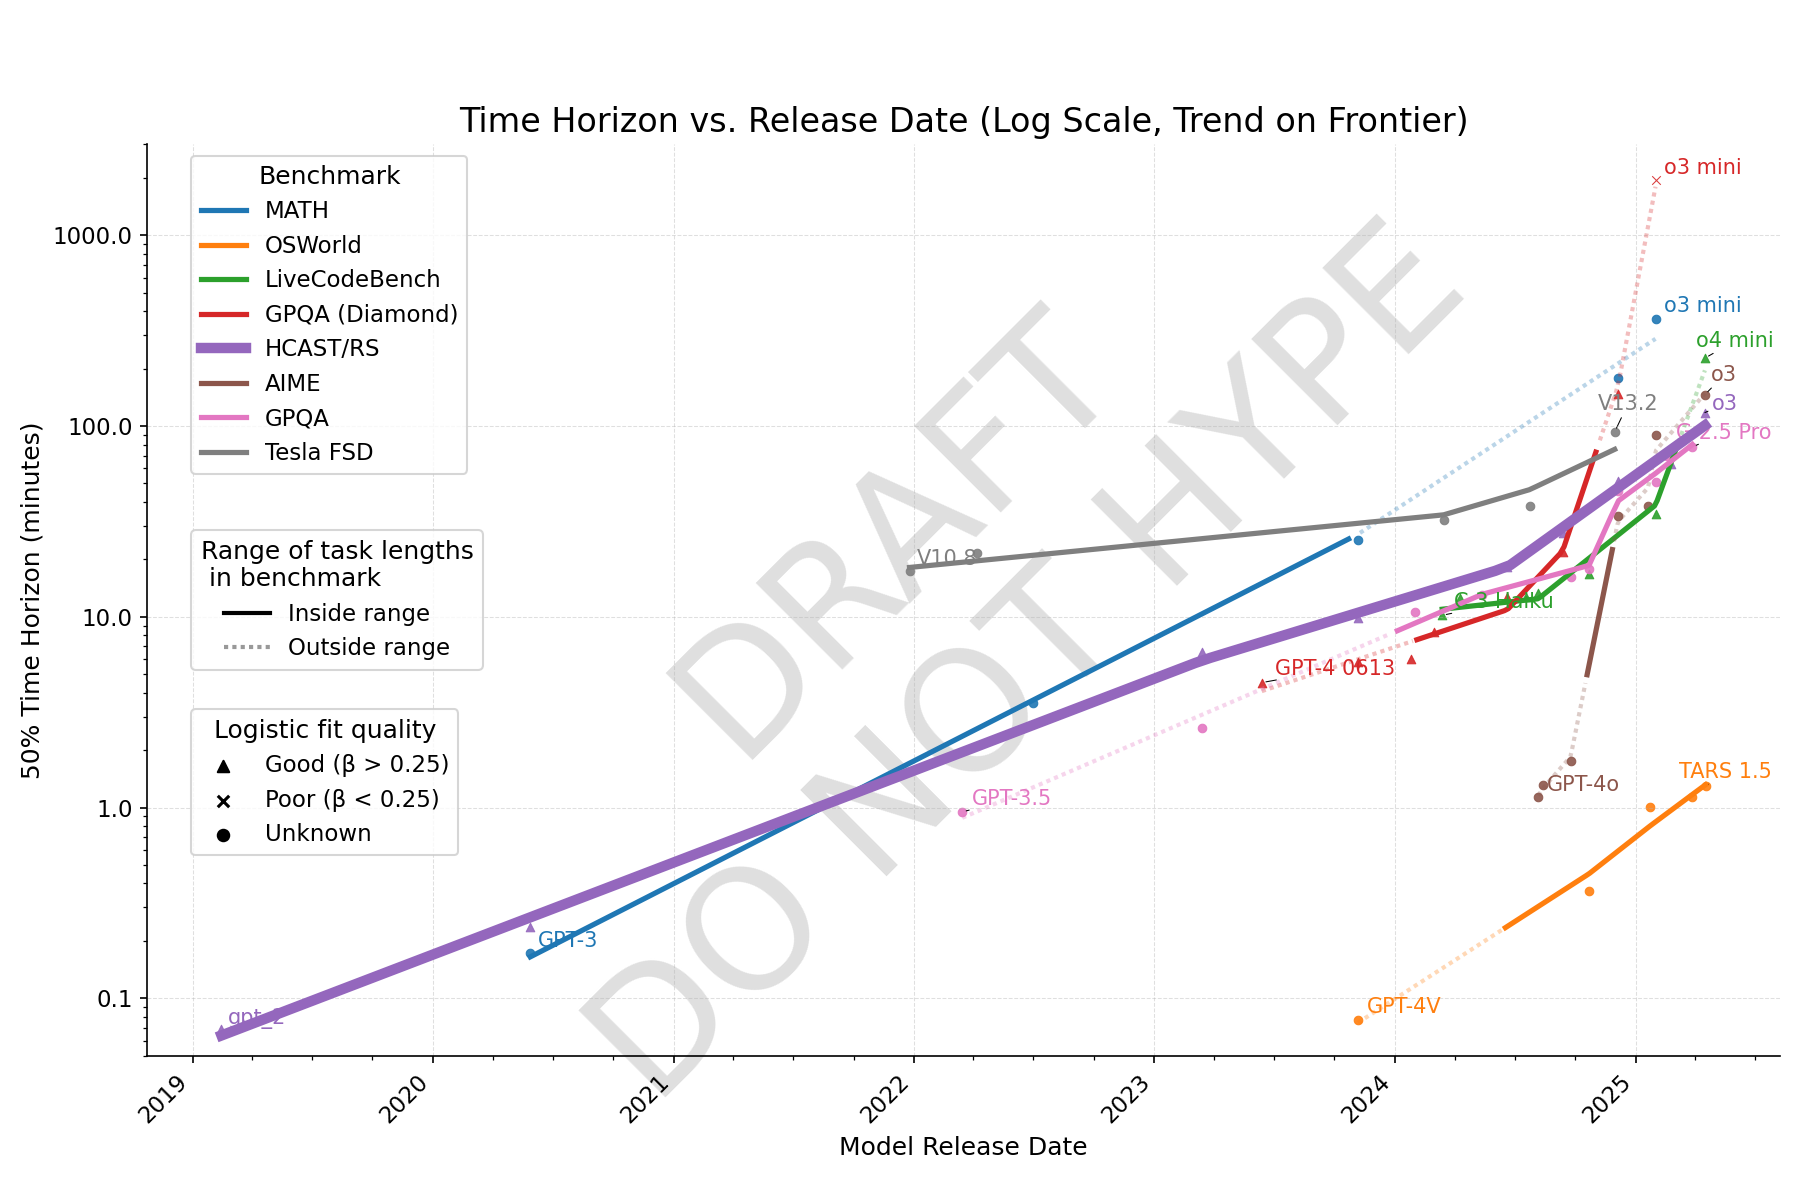 Time Horizon vs. Release Date (Log Scale, Trend on Frontier)
50% Time Horizon (minutes)
1000.0
100.0
10.0
1.0
0.1
Benchmark
MATH
OSWorld
LiveCodeBench
GPQA (Diamond)
HCAST/RS
AIME
GPQA
Tesla FSD
Range of task lengths
in benchmark
Inside range
Outside range
Logistic fit quality
Good (β > 0.25)
Poor (β < 0.25)
Unknown
DRAFT
DO NOT HYPE
o3 mini
o3 mini
o4 mini
o3
o3
V13.2
G 2.5 Pro
V10.8
C 3 Haiku
GPT-4 0613
GPT-4o
TARS 1.5
GPT-3.5
GPT-3
GPT-4V
gpt_2
2019
2020
2021
2022
2023
2024
2025
Model Release Date